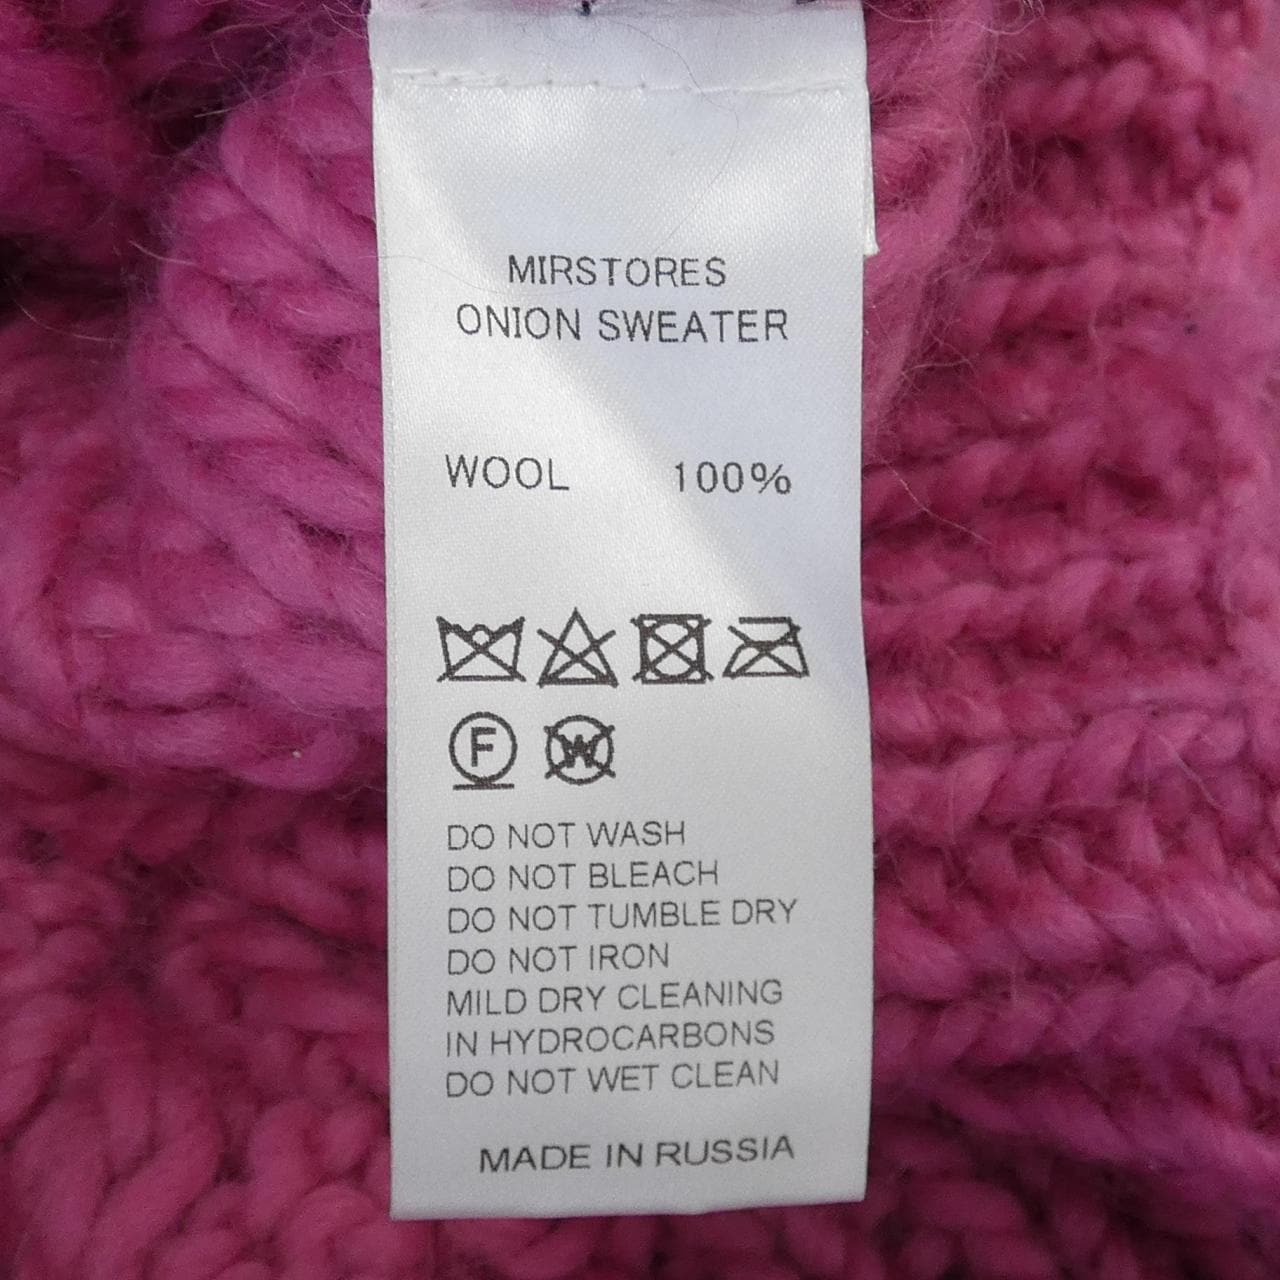 MIRSTORES
ONION SWEATER
WOOL 100%
F W
DO NOT WASH
DO NOT BLEACH
DO NOT TUMBLE DRY
DO NOT IRON
MILD DRY CLEANING
IN HYDROCARBONS
DO NOT WET CLEAN
MADE IN RUSSIA